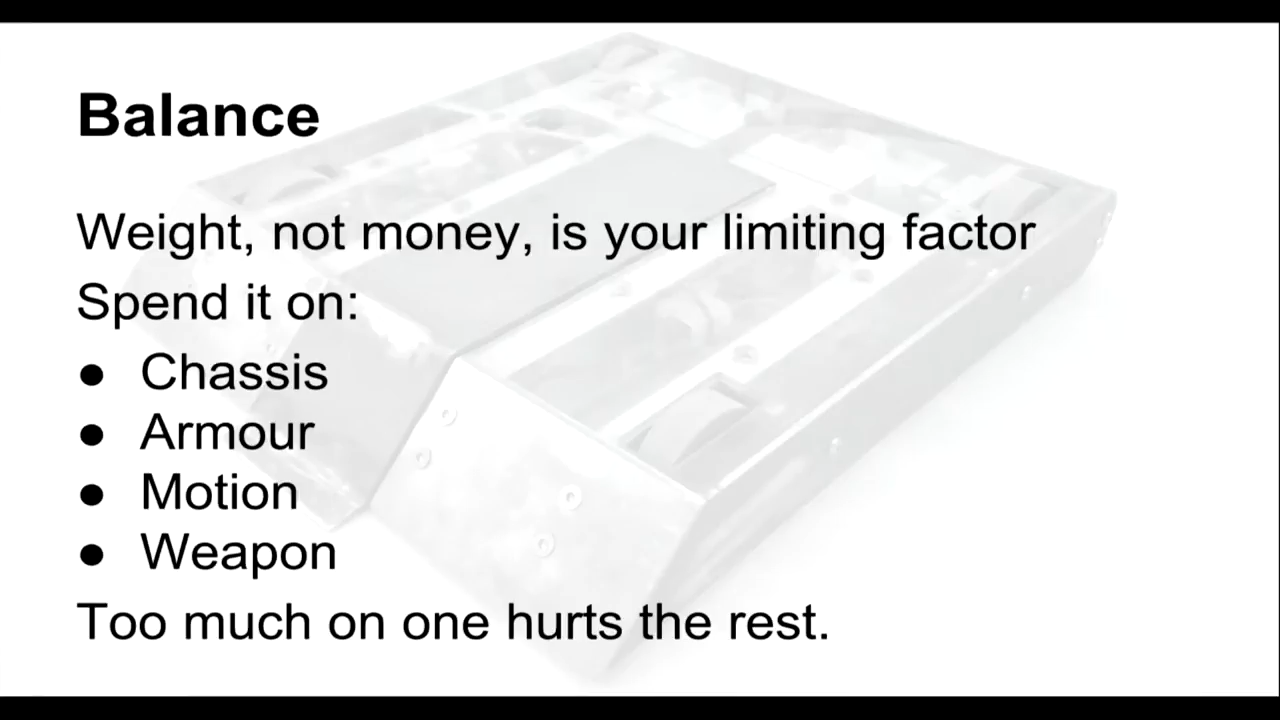 Balance
Weight, not money, is your limiting factor
Spend it on:
● Chassis
● Armour
● Motion
● Weapon
Too much on one hurts the rest.